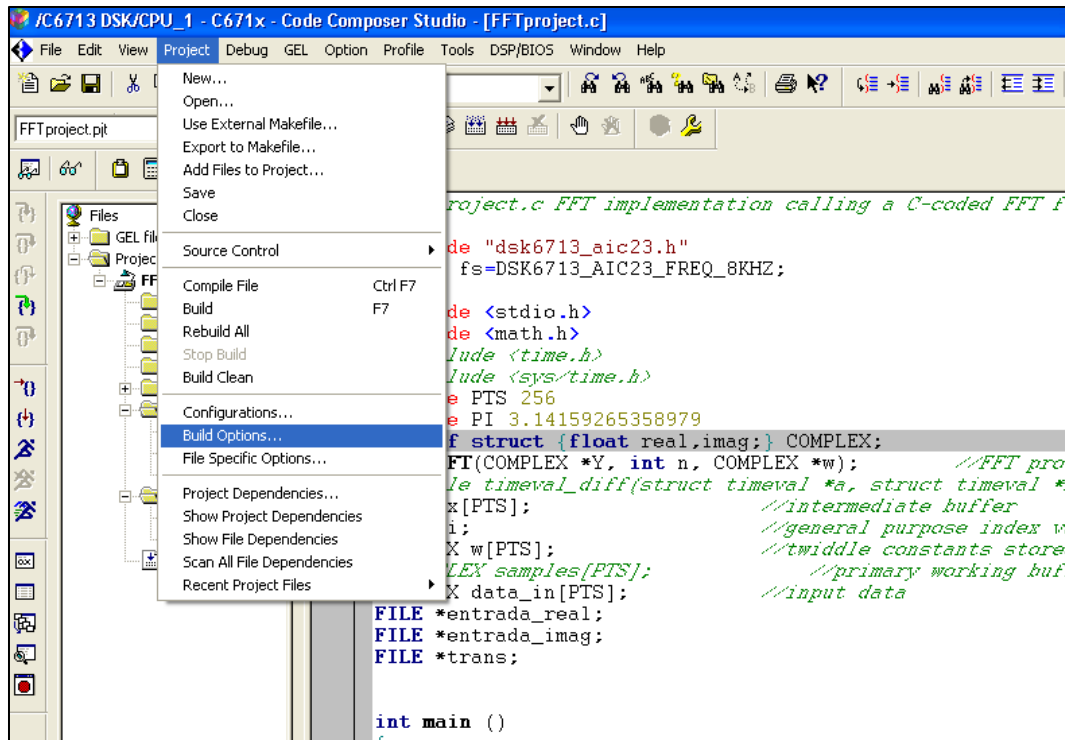 /C6713 DSK/CPU_1 - C671x - Code Composer Studio - [FFTproject.c]
File Edit View Project Debug GEL Option Profile Tools DSP/BIOS Window Help
FFTproject.pjt
New...
Open...
Use External Makefile...
Export to Makefile...
Add Files to Project...
Save
Close
Source Control
Compile File Ctrl F7
Build F7
Rebuild All
Stop Build
Build Clean
Configurations...
Build Options...
File Specific Options...
Project Dependencies...
Show Project Dependencies
Show File Dependencies
Scan All File Dependencies
Recent Project Files
Files
GEL file
Projec
FF
roject.c FFT implementation calling a C-coded FFT f
de "dsk6713_aic23.h"
fs=DSK6713_AIC23_FREQ_8KHZ;
de <stdio.h>
de <math.h>
lude <time.h>
lude <sys/time.h>
e PTS 256
e PI 3.14159265358979
f struct {float real,imag;} COMPLEX;
FT(COMPLEX *Y, int n, COMPLEX *w); //FFT pro
le timeval_diff(struct timeval *a, struct timeval *
x[PTS]; //intermediate buffer
i; //general purpose index v
X w[PTS]; //twiddle constants store
LEX samples[PTS]; //primary working buf
X data_in[PTS]; //input data
FILE *entrada_real;
FILE *entrada_imag;
FILE *trans;
int main ()